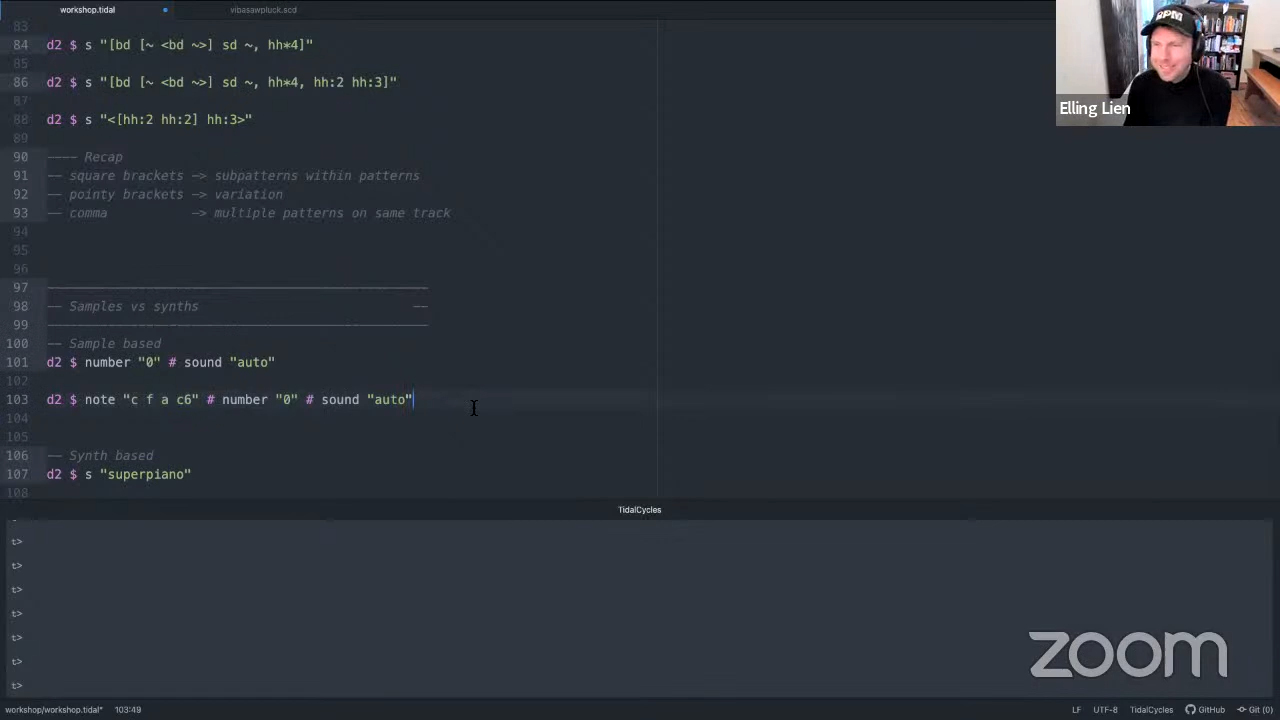 workshop.tidal
vibasawpluck.scd
RPM
Elling Lien
83
84 d2 $ s "[bd [~ <bd ~>] sd ~, hh*4]"
85
86 d2 $ s "[bd [~ <bd ~>] sd ~, hh*4, hh:2 hh:3]"
87
88 d2 $ s "<[hh:2 hh:2] hh:3>"
89
90 ---- Recap
91 -- square brackets -> subpatterns within patterns
92 -- pointy brackets -> variation
93 -- comma -> multiple patterns on same track
94
95
96
97 ---------------------------------------------------
98 -- Samples vs synths --
99 ---------------------------------------------------
100 -- Sample based
101 d2 $ number "0" # sound "auto"
102
103 d2 $ note "c f a c6" # number "0" # sound "auto"
104
105
106 -- Synth based
107 d2 $ s "superpiano"
108
TidalCycles
t>
t>
t>
t>
t>
t>
t>
zoom
workshop/workshop.tidal* 103:49 LF UTF-8 TidalCycles GitHub Git (0)